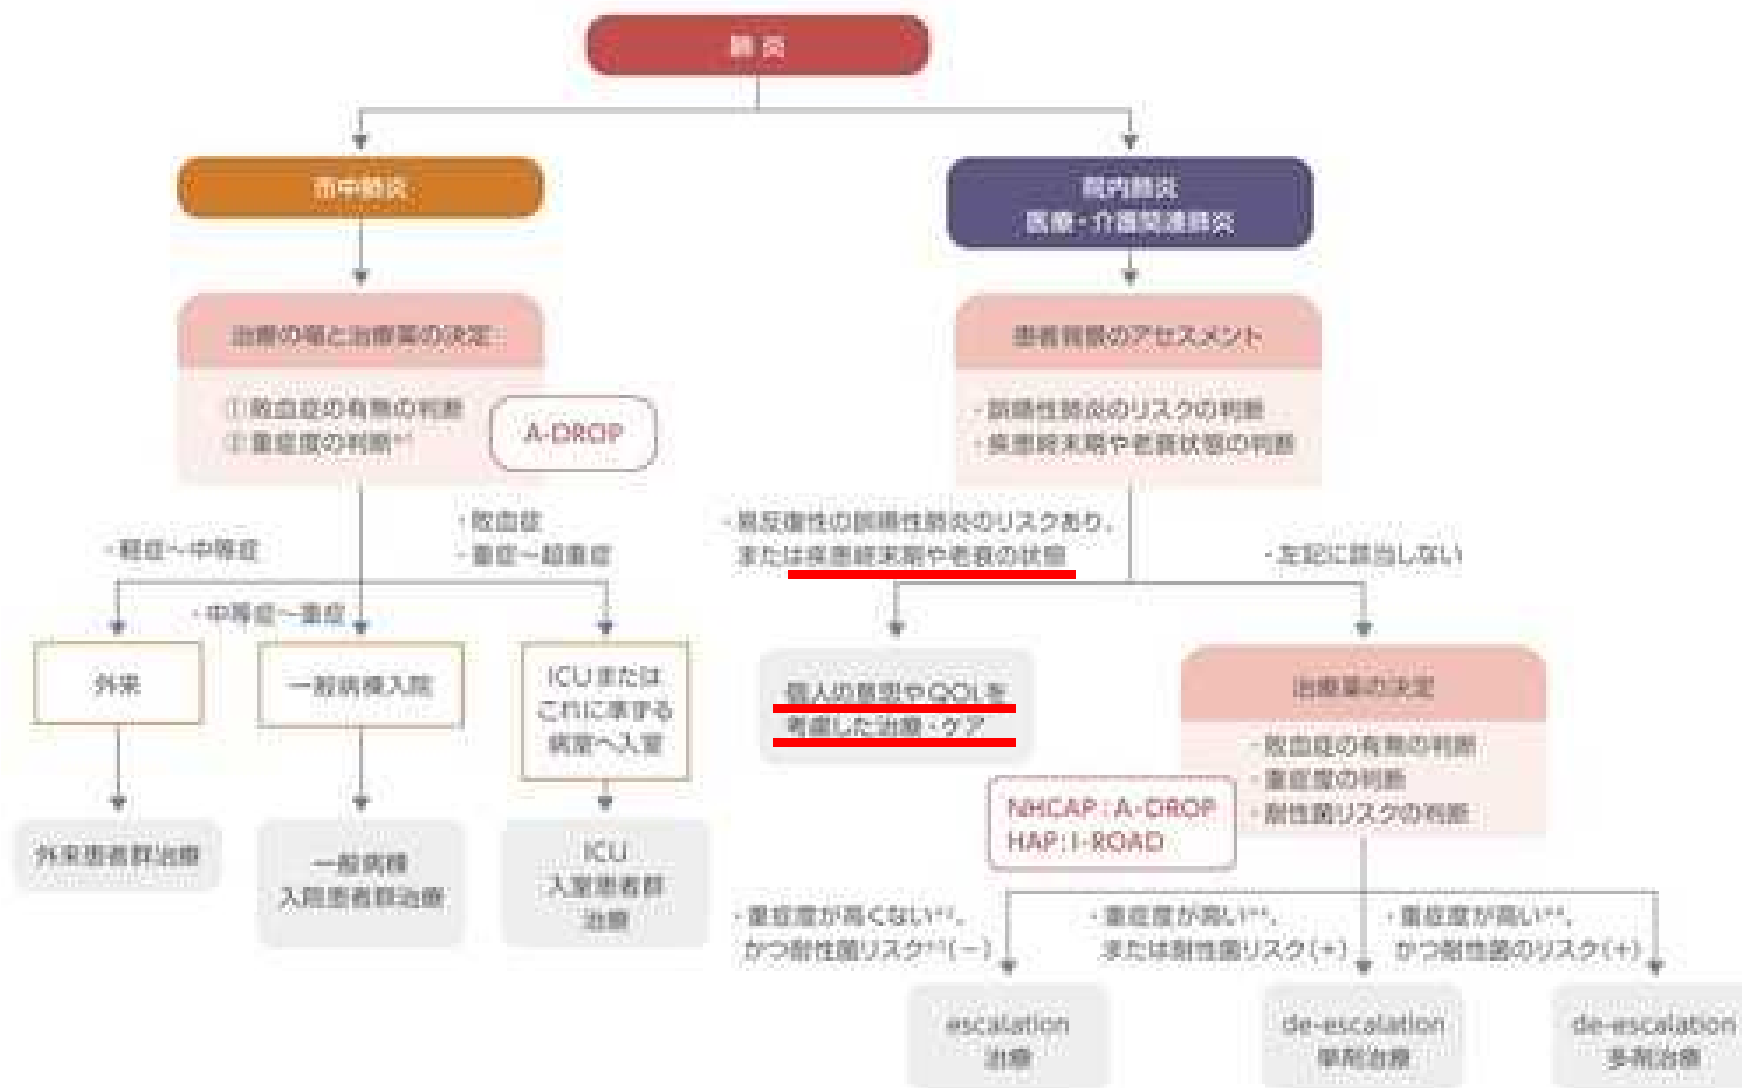 肺炎
市中肺炎
院内肺炎
医療・介護関連肺炎
治療の場と治療薬の決定
①敗血症の有無の判断
②重症度の判断
A-DROP
患者背景のアセスメント
・誤嚥性肺炎のリスクの判断
・疾患終末期や老衰状態の判断
・軽症〜中等症
・中等症〜重症
・敗血症
・重症〜超重症
・易反復性の誤嚥性肺炎のリスクあり、
または疾患終末期や老衰の状態
・左記に該当しない
外来
一般病棟入院
ICUまたは
これに準ずる
病室へ入室
個人の意思やQOLを
考慮した治療・ケア
治療薬の決定
・敗血症の有無の判断
・重症度の判断
・耐性菌リスクの判断
NHCAP:A-DROP
HAP:I-ROAD
外来患者群治療
一般病棟
入院患者群治療
ICU
入室患者群
治療
・重症度が高くない、
かつ耐性菌リスク(−)
・重症度が高い、
または耐性菌リスク(+)
・重症度が高い、
かつ耐性菌のリスク(+)
escalation
治療
de-escalation
単剤治療
de-escalation
多剤治療